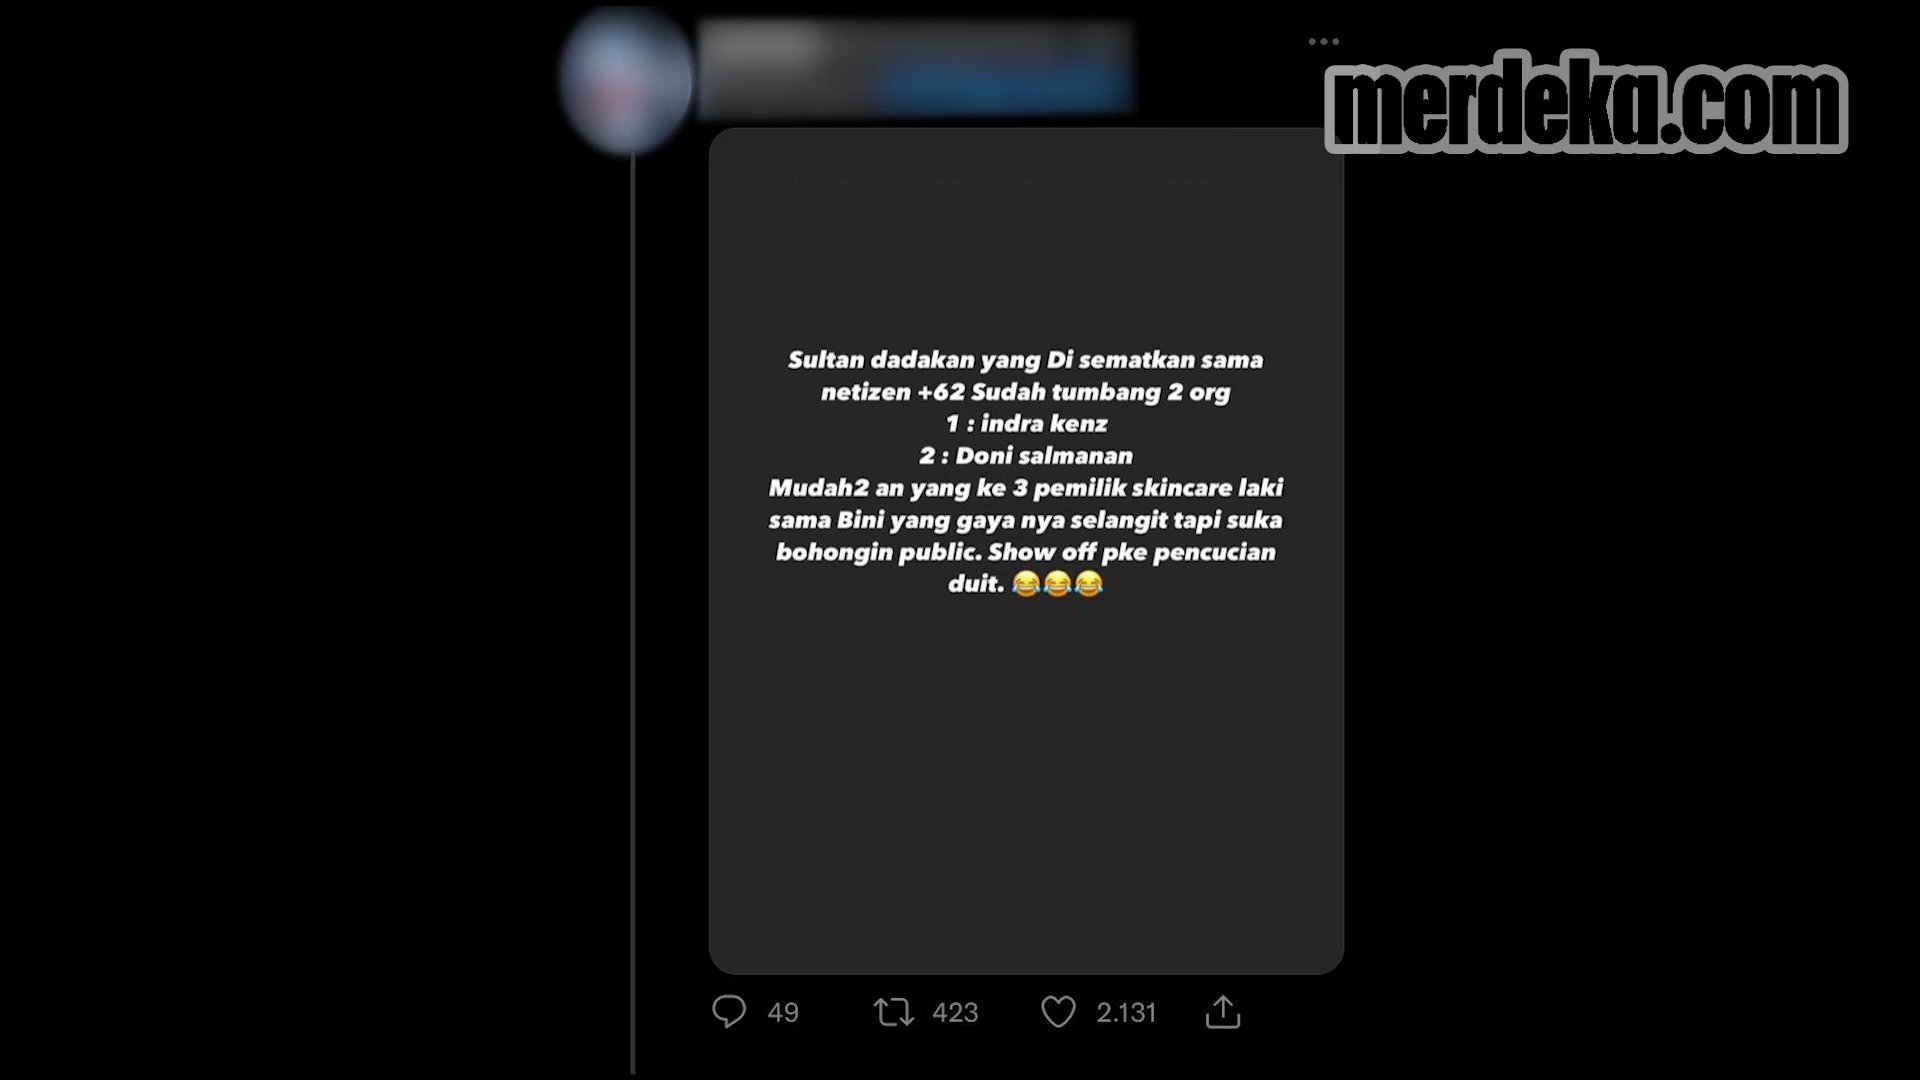 merdeka.com
Sultan dadakan yang Di sematkan sama
netizen +62 Sudah tumbang 2 org
1 : indra kenz
2 : Doni salmanan
Mudah2 an yang ke 3 pemilik skincare laki
sama Bini yang gaya nya selangit tapi suka
bohongin public. Show off pke pencucian
duit. 😂😂😂
49 423 2.131